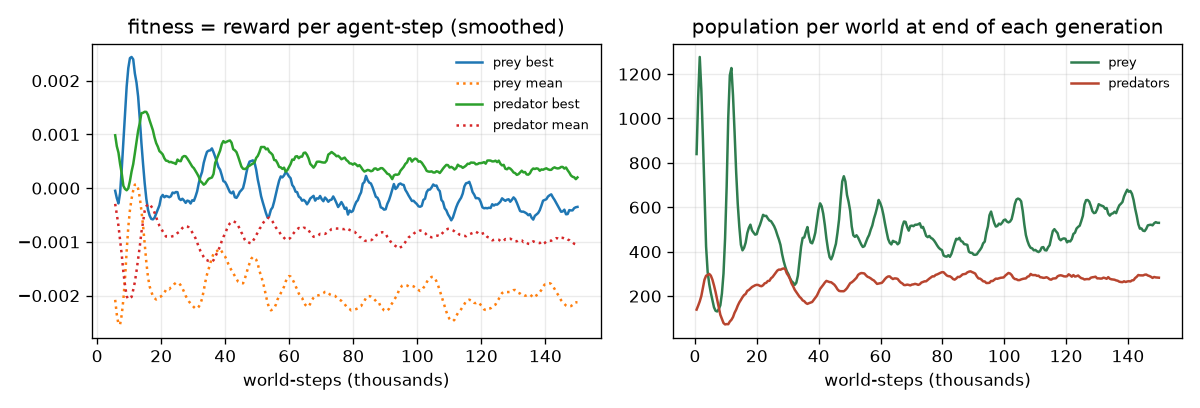 fitness = reward per agent-step (smoothed)
prey best
prey mean
predator best
predator mean
0.002
0.001
0.000
−0.001
−0.002
0 20 40 60 80 100 120 140
world-steps (thousands)
population per world at end of each generation
prey
predators
1200
1000
800
600
400
200
0 20 40 60 80 100 120 140
world-steps (thousands)